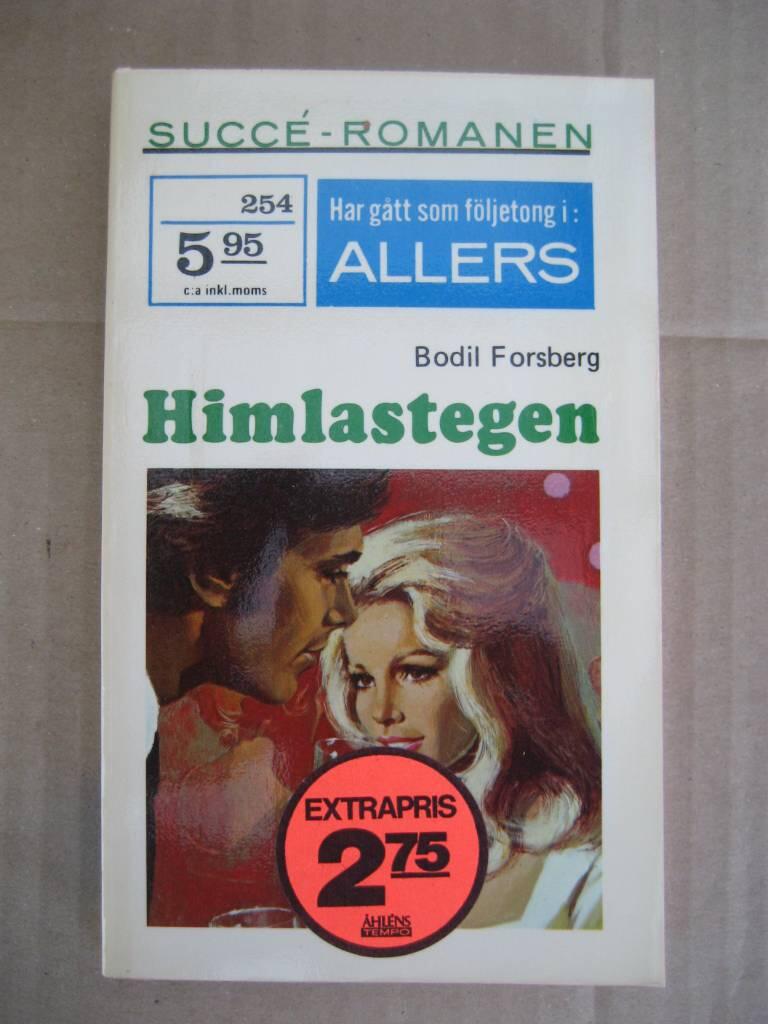 SUCCÉ-ROMANEN
254
5 95
c:a inkl.moms
Har gått som följetong i:
ALLERS
Bodil Forsberg
Himlastegen
EXTRAPRIS
2 75
ÅHLÉNS
TEMPO